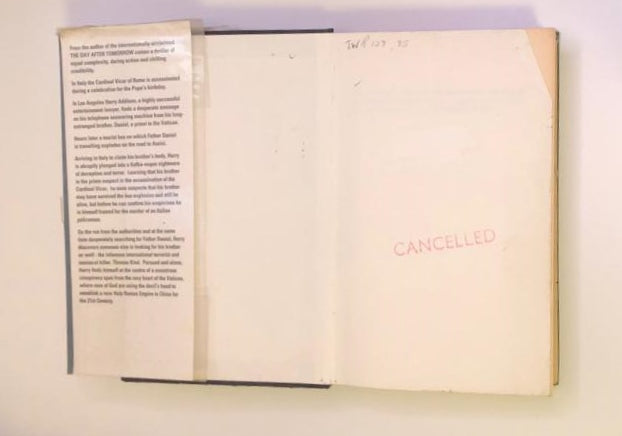 From the author of the internationally-acclaimed
THE DAY AFTER TOMORROW comes a thriller of
equal complexity, daring action and chilling
credibility.
In Italy the Cardinal Vicar of Rome is assassinated
during a celebration for the Pope's birthday.
In Los Angeles Harry Addison, a highly successful
entertainment lawyer, finds a desperate message
on his telephone answering machine from his long-
estranged brother, Daniel, a priest in the Vatican.
Hours later a tourist bus on which Father Daniel
is travelling explodes on the road to Assisi.
Arriving in Italy to claim his brother's body, Harry
is abruptly plunged into a Kafka-esque nightmare
of deception and terror. Learning that his brother
is the prime suspect in the assassination of the
Cardinal Vicar, he soon suspects that his brother
may have survived the bus explosion and still be
alive, but before he can confirm his suspicions he
is himself framed for the murder of an Italian
policeman.
On the run from the authorities and at the same
time desperately searching for Father Daniel, Harry
discovers someone else is looking for his brother
as well - the infamous international terrorist and
assassin Thomas Kind. Pursued and alone,
Harry finds himself at the centre of a monstrous
conspiracy spun from the very heart of the Vatican,
where men of God are using the devil's hand to
establish a new Holy Roman Empire in China for
the 21st Century.
CANCELLED